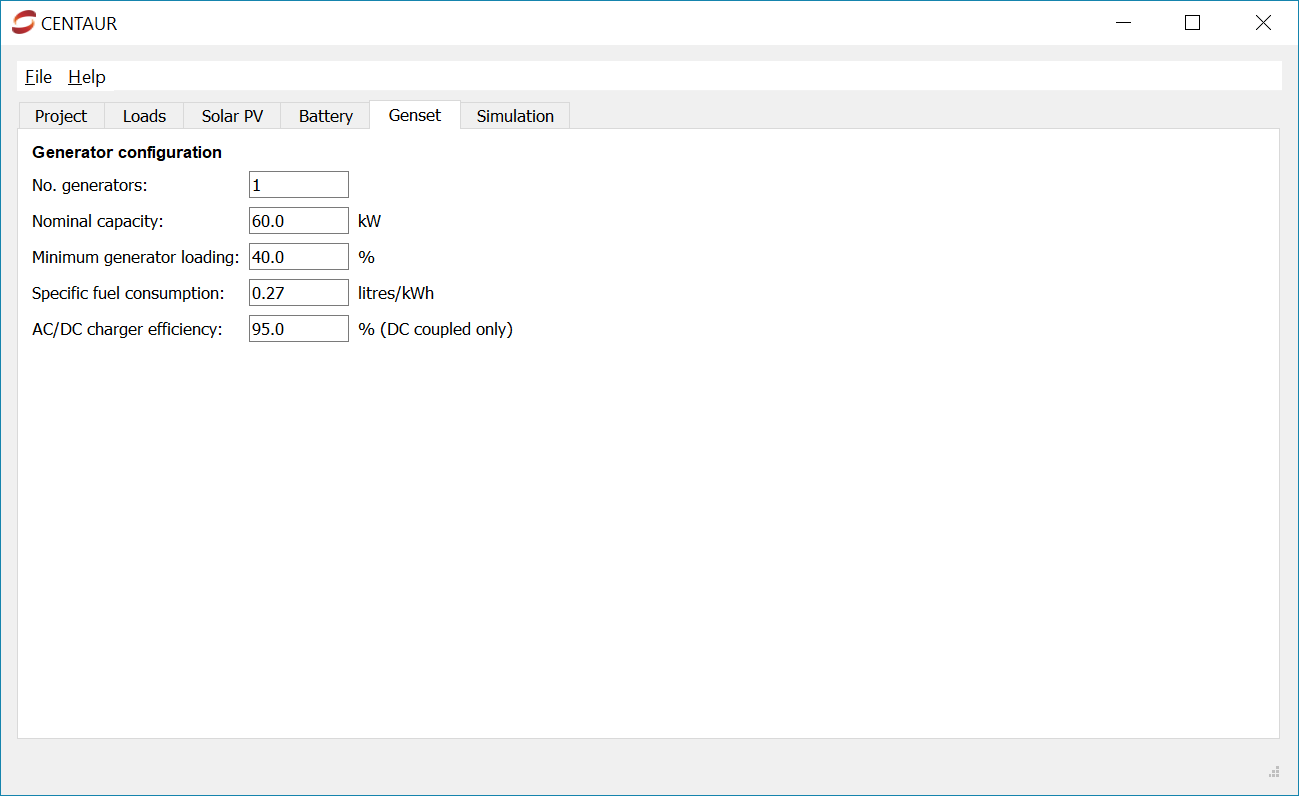 CENTAUR
File Help
Project Loads Solar PV Battery Genset Simulation
Generator configuration
No. generators: 1
Nominal capacity: 60.0 kW
Minimum generator loading: 40.0 %
Specific fuel consumption: 0.27 litres/kWh
AC/DC charger efficiency: 95.0 % (DC coupled only)